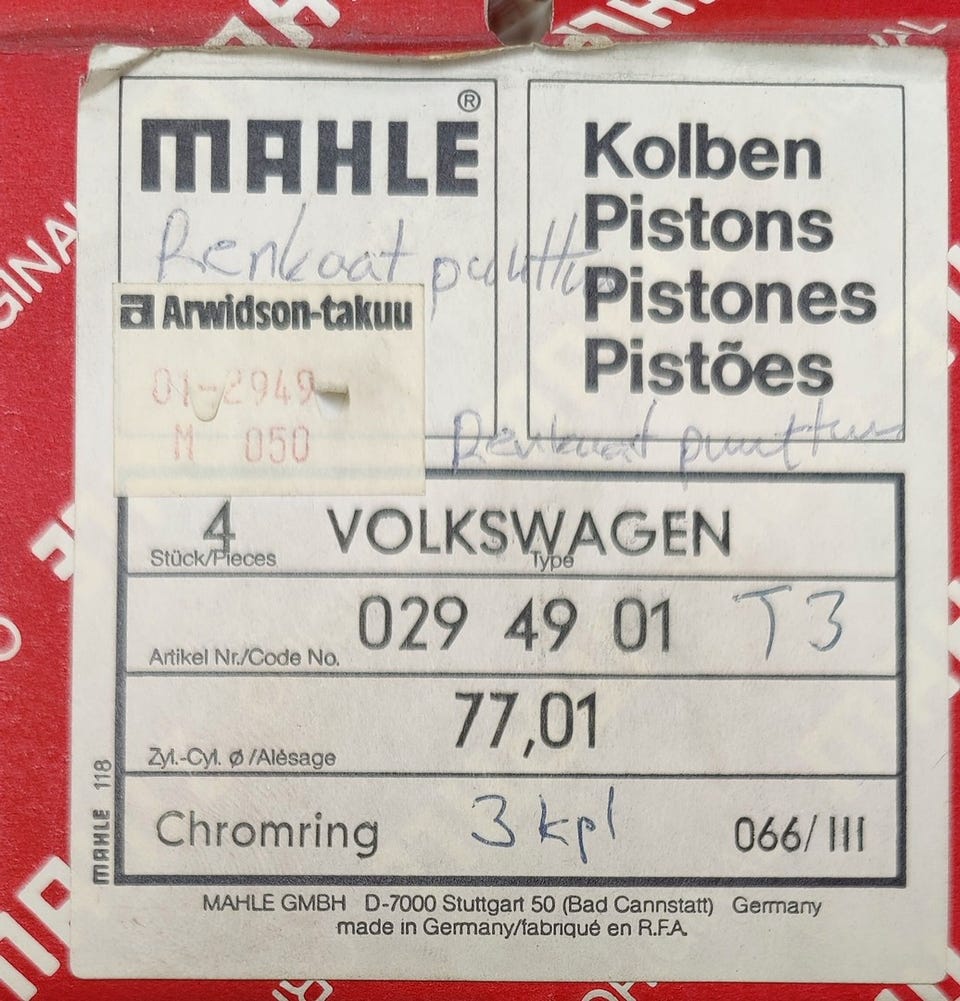 MAHLE®
Renkaat puuttuu
Kolben
Pistons
Pistones
Pistões
a Arwidson-takuu
01-2949-
M 050
Renkaat puuttuu
4 VOLKSWAGEN
Stück/Pieces Type
029 49 01 T3
Artikel Nr./Code No.
77,01
Zyl.-Cyl. ø/Alésage
Chromring 3 kpl 066/III
MAHLE 118
MAHLE GMBH D-7000 Stuttgart 50 (Bad Cannstatt) Germany
made in Germany/fabriqué en R.F.A.